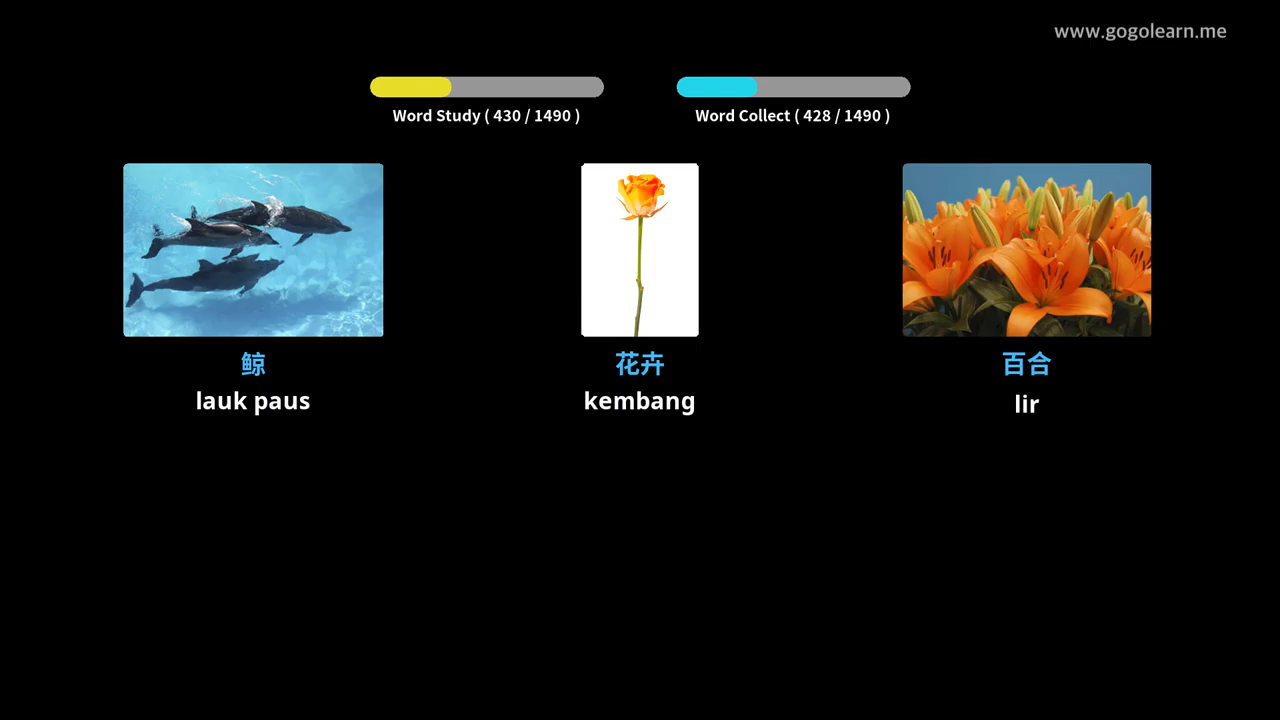 www.gogolearn.me
Word Study ( 430 / 1490 )
Word Collect ( 428 / 1490 )
鲸
花卉
百合
lauk paus
kembang
lir